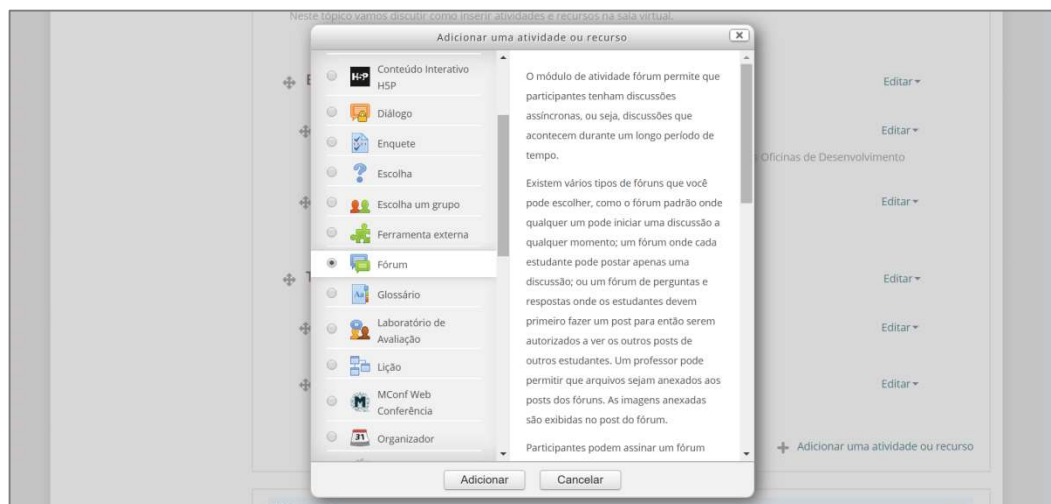 Neste tópico vamos discutir como inserir atividades e recursos na sala virtual.
Adicionar uma atividade ou recurso
H5P
Conteúdo Interativo
H5P
Diálogo
Enquete
Escolha
Escolha um grupo
Ferramenta externa
Fórum
Aa
Glossário
Laboratório de
Avaliação
Lição
M
MConf Web
Conferência
31
Organizador
O módulo de atividade fórum permite que
participantes tenham discussões
assíncronas, ou seja, discussões que
acontecem durante um longo período de
tempo.
Existem vários tipos de fóruns que você
pode escolher, como o fórum padrão onde
qualquer um pode iniciar uma discussão a
qualquer momento; um fórum onde cada
estudante pode postar apenas uma
discussão; ou um fórum de perguntas e
respostas onde os estudantes devem
primeiro fazer um post para então serem
autorizados a ver os outros posts de
outros estudantes. Um professor pode
permitir que arquivos sejam anexados aos
posts dos fóruns. As imagens anexadas
são exibidas no post do fórum.
Participantes podem assinar um fórum
Adicionar
Cancelar
Editar
Editar
Oficinas de Desenvolvimento
Editar
Editar
Editar
Editar
Adicionar uma atividade ou recurso